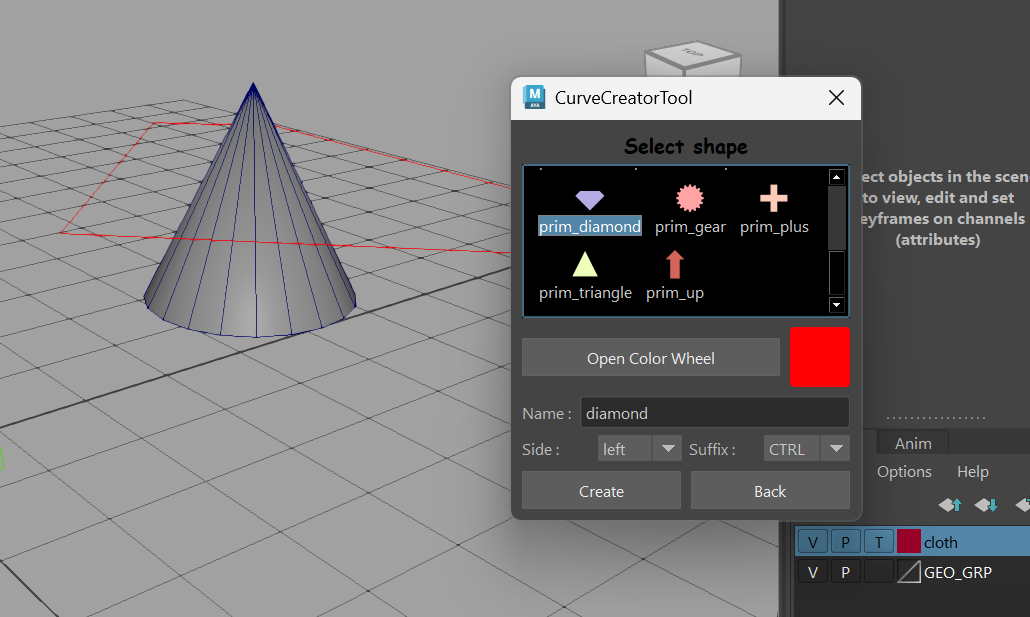 TOP
M
AYA
CurveCreatorTool
Select shape
prim_diamond
prim_gear
prim_plus
prim_triangle
prim_up
Open Color Wheel
Name :
diamond
Side :
left
Suffix :
CTRL
Create
Back
ect objects in the scen
to view, edit and set
eyframes on channels
(attributes)
Anim
Options
Help
V P T cloth
V P GEO_GRP